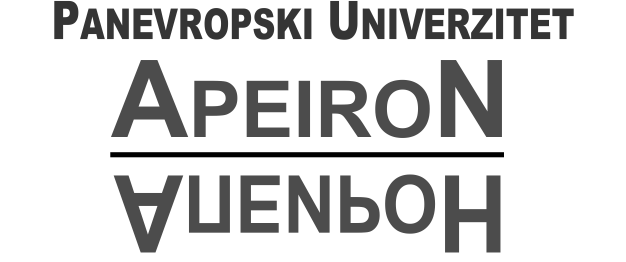 PANEVROPSKI UNIVERZITET
APEIRON
АПЕИРОН